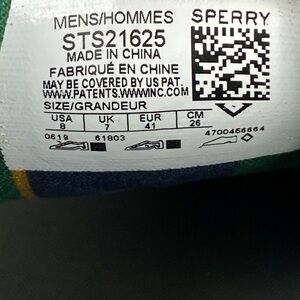 MENS/HOMMES SPERRY
STS21625
MADE IN CHINA
FABRIQUÉ EN CHINE
MAY BE COVERED BY US PAT.
WWW.PATENTS.WWWINC.COM
SIZE/GRANDEUR
USA UK EUR CM
8 7 41 26
0619 61803 4700456664